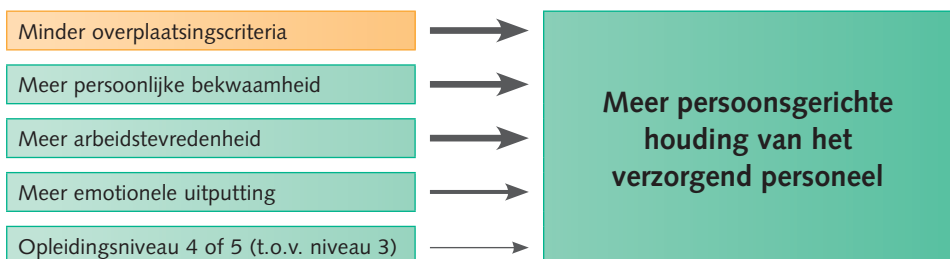 Minder overplaatsingscriteria
Meer persoonlijke bekwaamheid
Meer arbeidstevredenheid
Meer emotionele uitputting
Opleidingsniveau 4 of 5 (t.o.v. niveau 3)
Meer persoonsgerichte
houding van het
verzorgend personeel